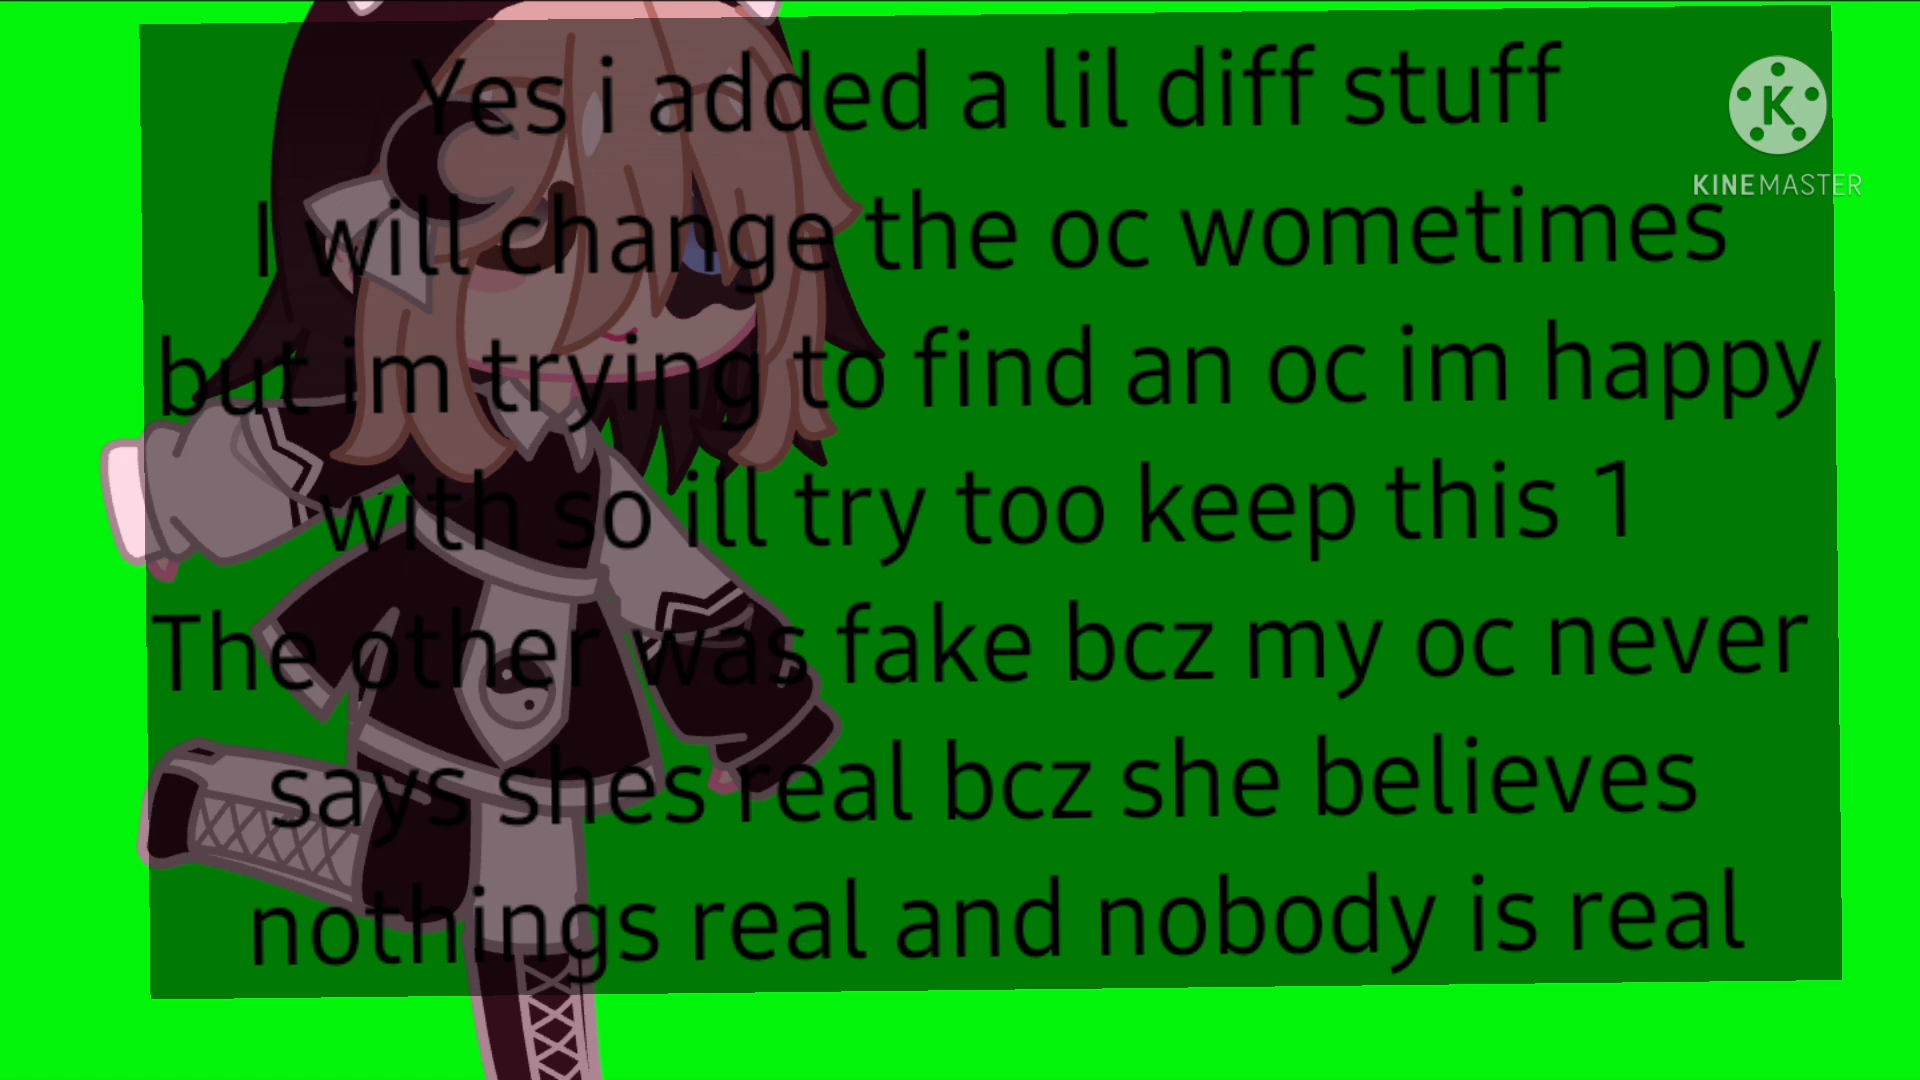 Yes i added a lil diff stuff
I will change the oc wometimes
but im trying to find an oc im happy
with so ill try too keep this 1
The other was fake bcz my oc never
says shes real bcz she believes
nothings real and nobody is real
K
KINEMASTER